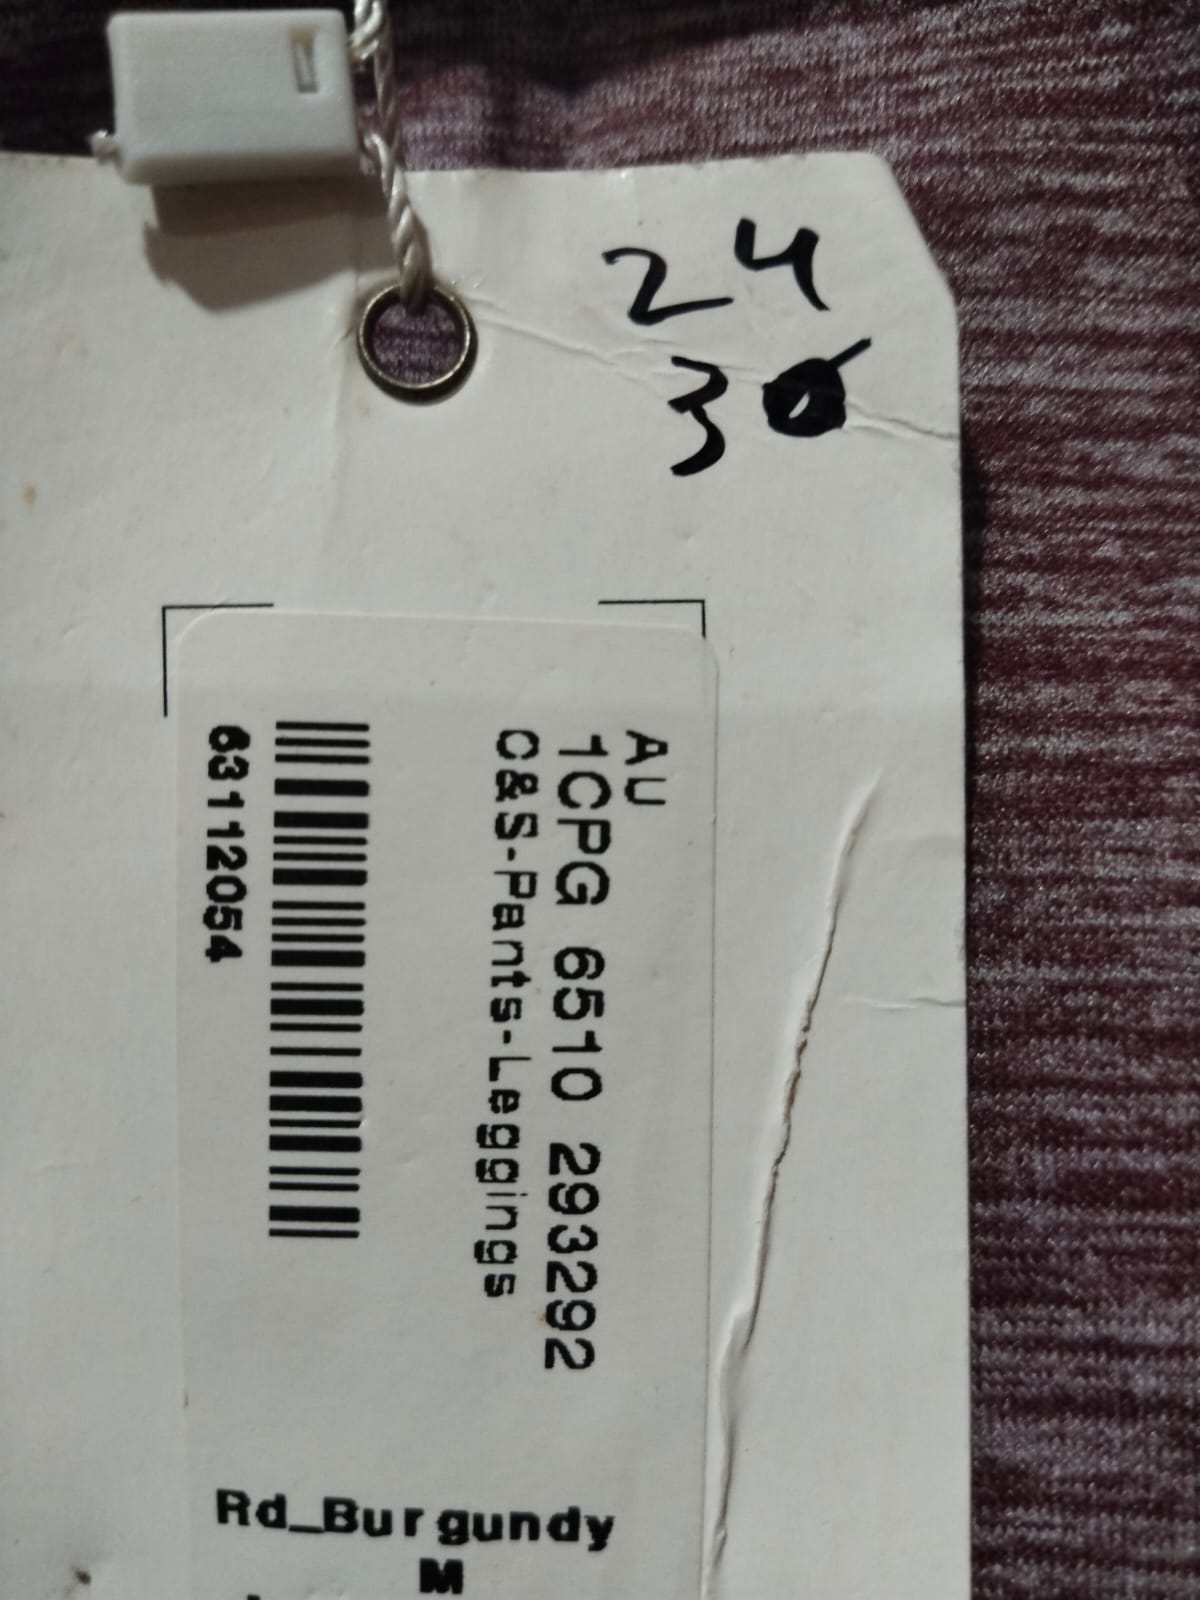 24
30
AU
1CPG 6510 293292
C&S-Pants-Leggings
63112054
Rd_Burgundy
M